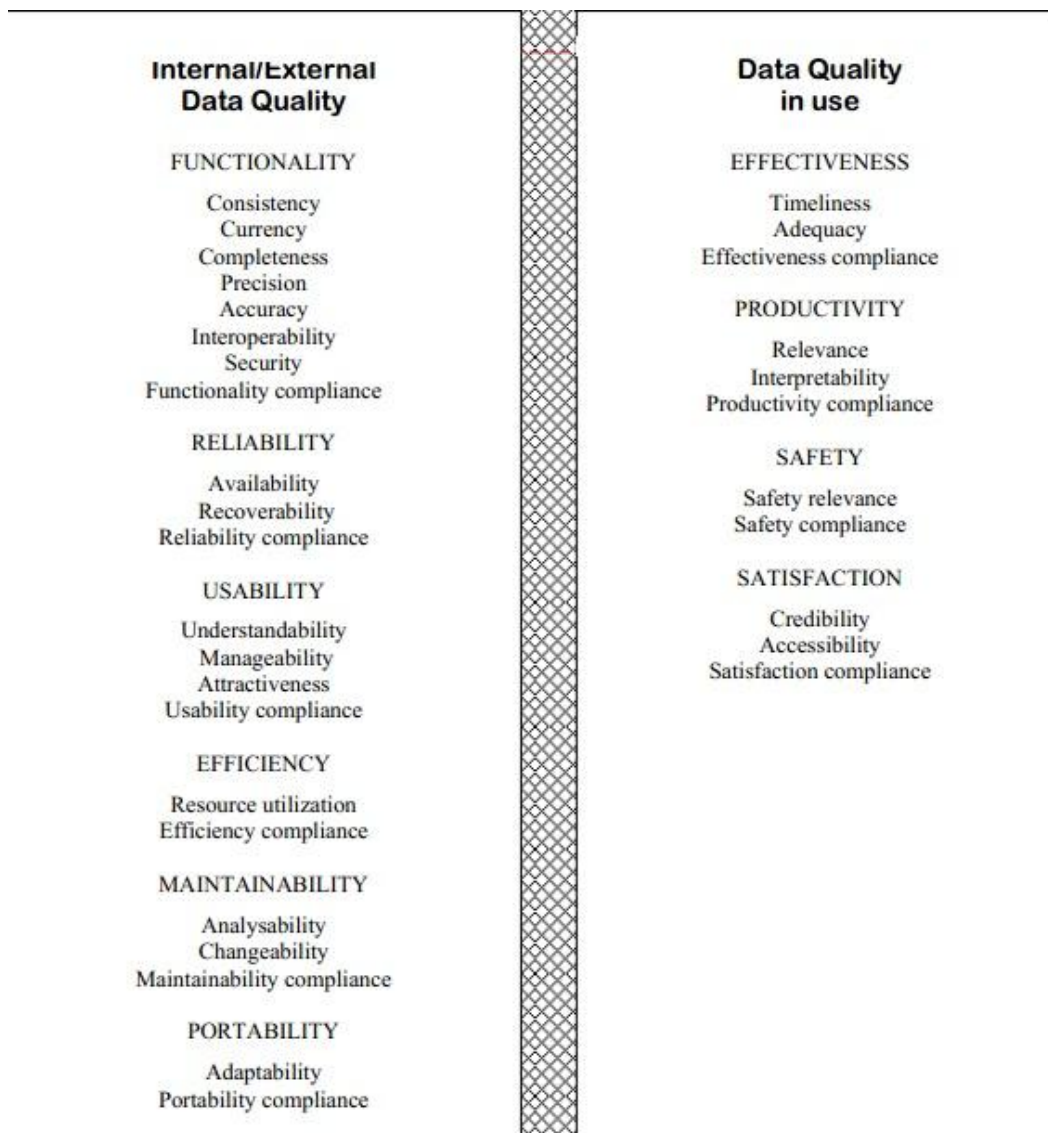 Internal/External
Data Quality
FUNCTIONALITY
Consistency
Currency
Completeness
Precision
Accuracy
Interoperability
Security
Functionality compliance
RELIABILITY
Availability
Recoverability
Reliability compliance
USABILITY
Understandability
Manageability
Attractiveness
Usability compliance
EFFICIENCY
Resource utilization
Efficiency compliance
MAINTAINABILITY
Analysability
Changeability
Maintainability compliance
PORTABILITY
Adaptability
Portability compliance
Data Quality
in use
EFFECTIVENESS
Timeliness
Adequacy
Effectiveness compliance
PRODUCTIVITY
Relevance
Interpretability
Productivity compliance
SAFETY
Safety relevance
Safety compliance
SATISFACTION
Credibility
Accessibility
Satisfaction compliance